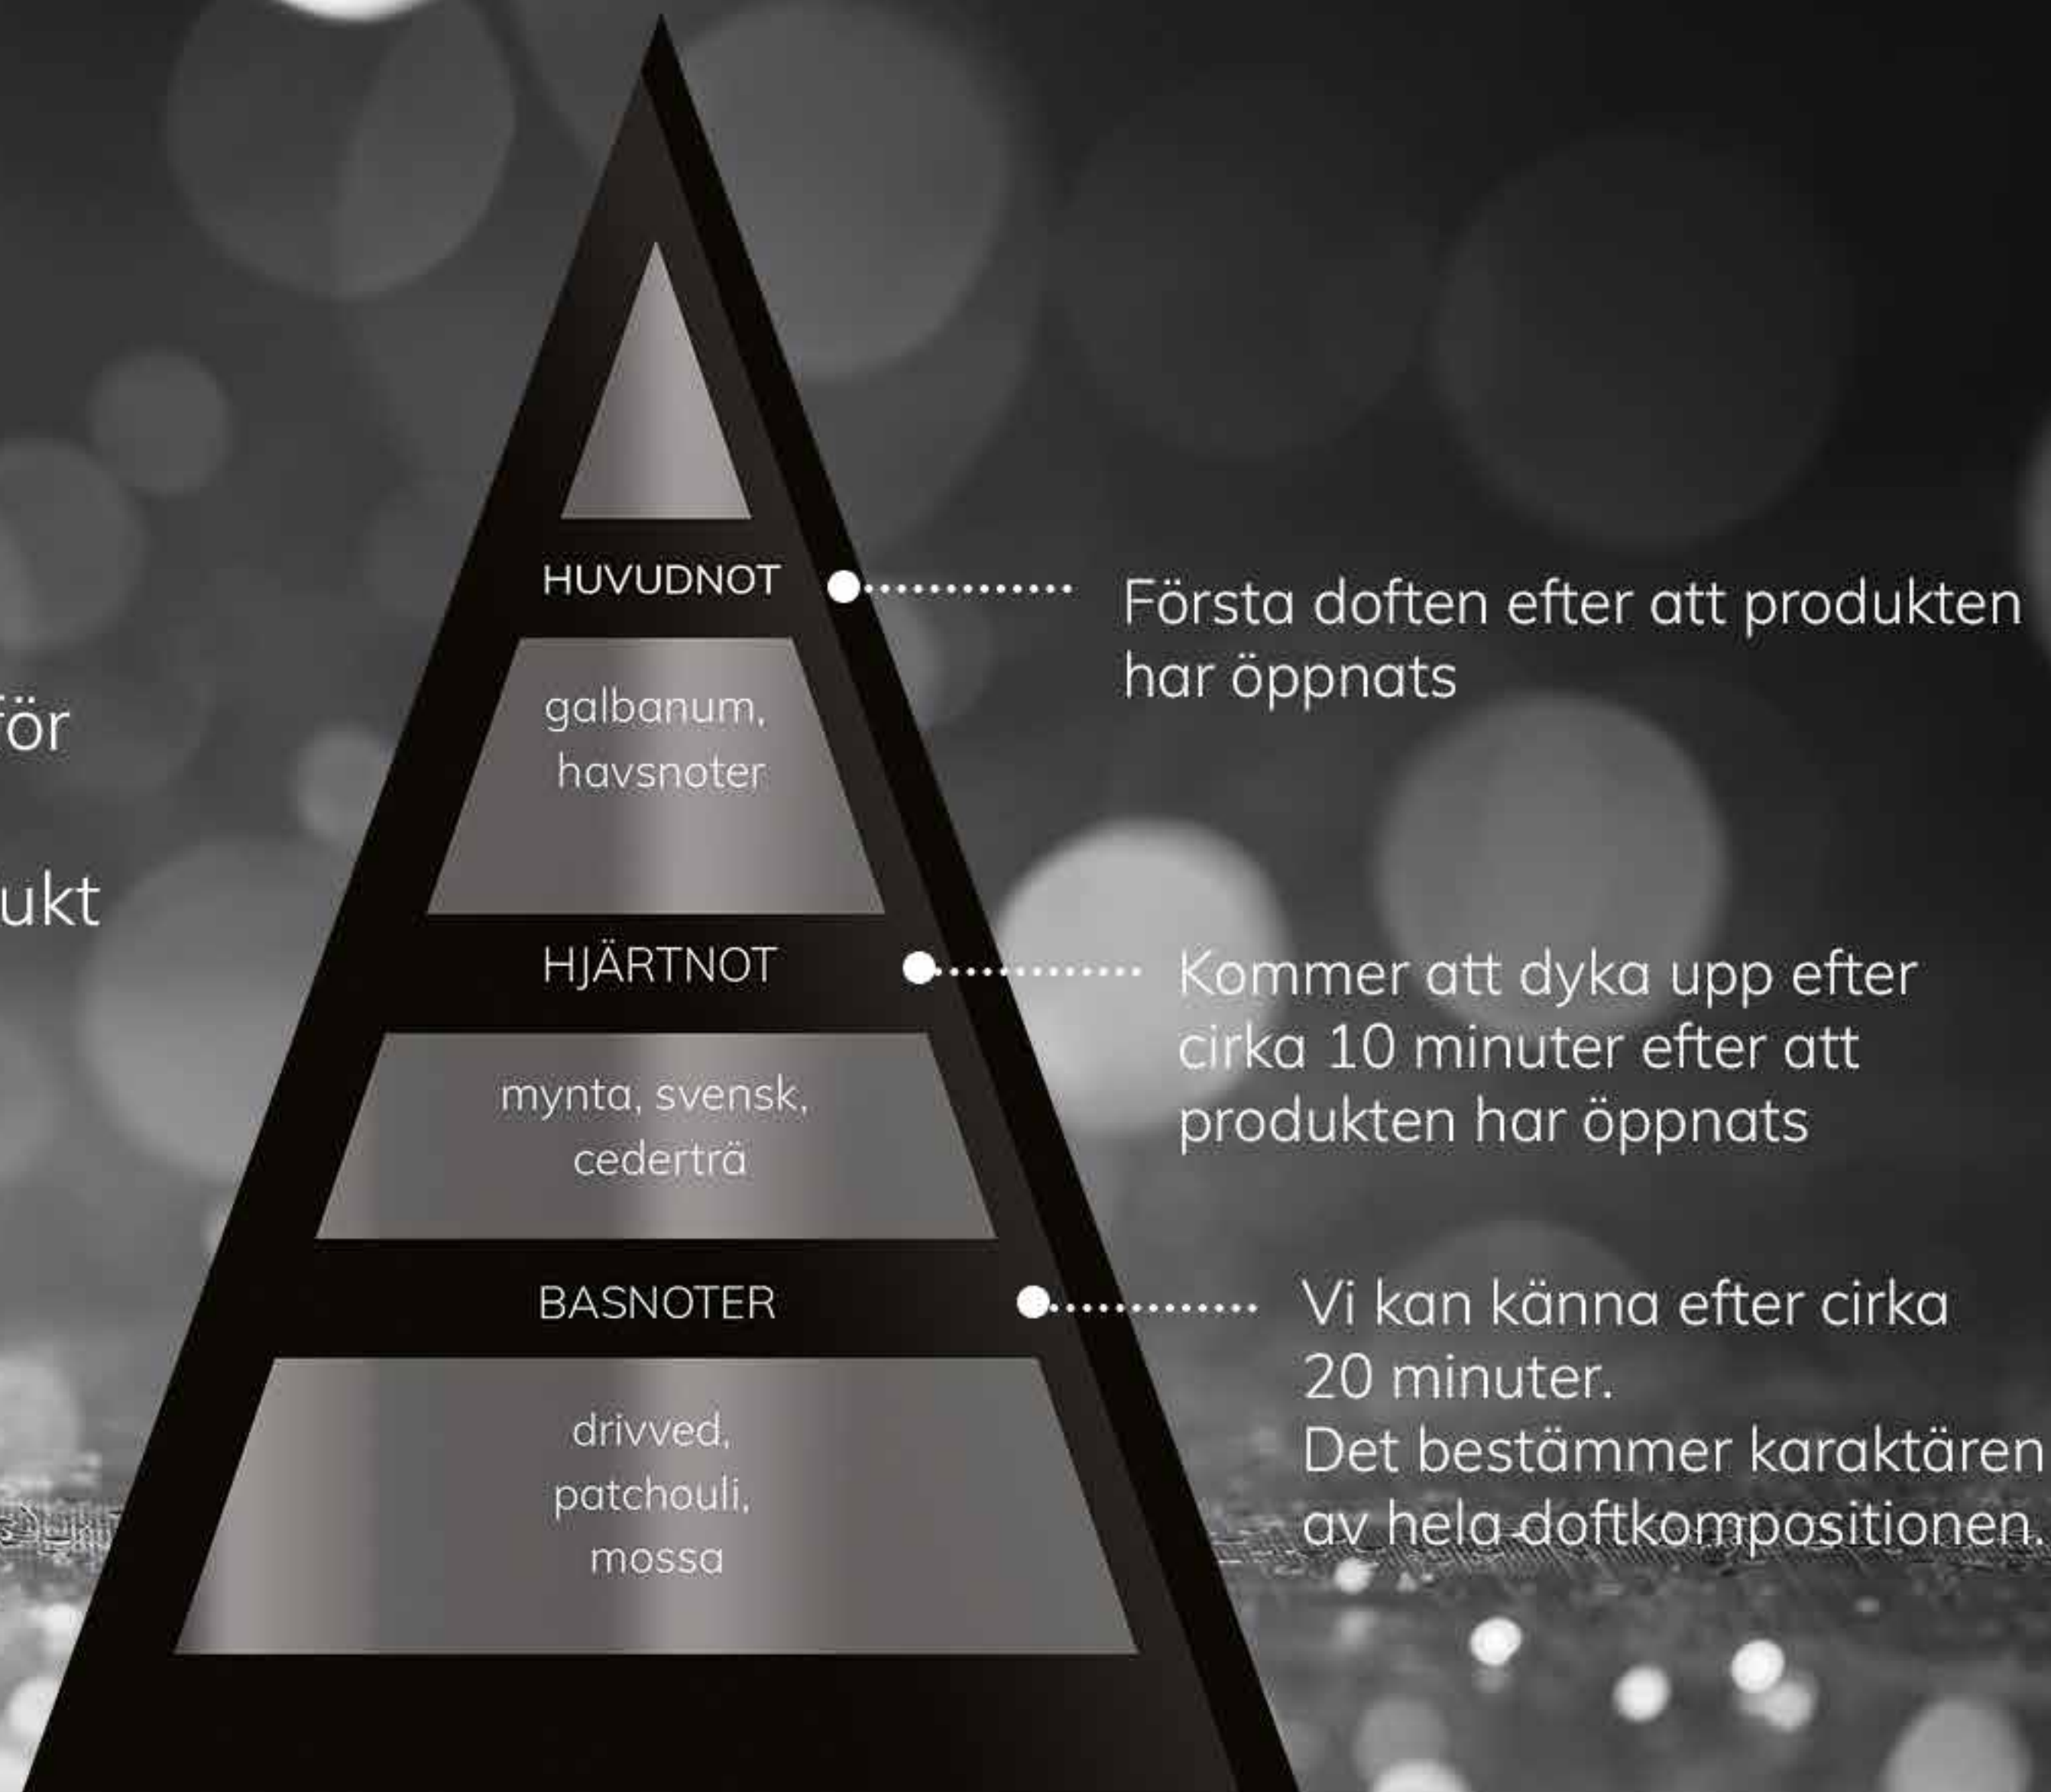 HUVUDNOT
Första doften efter att produkten
har öppnats
galbanum,
havsnoter
för
ukt
HJÄRTNOT
Kommer att dyka upp efter
cirka 10 minuter efter att
produkten har öppnats
mynta, svensk,
cederträ
BASNOTER
Vi kan känna efter cirka
20 minuter.
Det bestämmer karaktären
av hela doftkompositionen.
drivved,
patchouli,
mossa